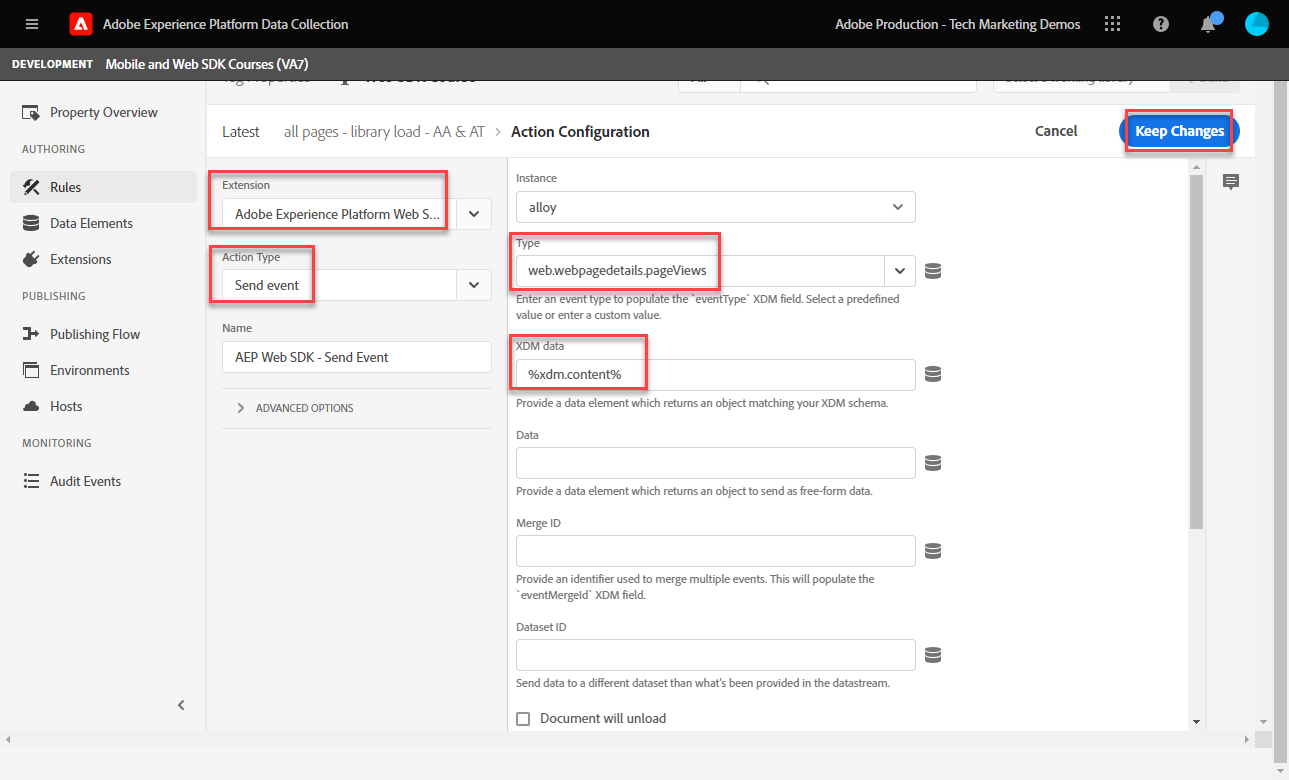 Adobe Experience Platform Data Collection
Adobe Production - Tech Marketing Demos
DEVELOPMENT Mobile and Web SDK Courses (VA7)
Property Overview
AUTHORING
Rules
Data Elements
Extensions
PUBLISHING
Publishing Flow
Environments
Hosts
MONITORING
Audit Events
Latest all pages - library load - AA & AT > Action Configuration
Cancel
Keep Changes
Extension
Adobe Experience Platform Web S...
Action Type
Send event
Name
AEP Web SDK - Send Event
ADVANCED OPTIONS
Instance
alloy
Type
web.webpagedetails.pageViews
Enter an event type to populate the `eventType` XDM field. Select a predefined
value or enter a custom value.
XDM data
%xdm.content%
Provide a data element which returns an object matching your XDM schema.
Data
Provide a data element which returns an object to send as free-form data.
Merge ID
Provide an identifier used to merge multiple events. This will populate the
`eventMergeId` XDM field.
Dataset ID
Send data to a different dataset than what's been provided in the datastream.
Document will unload